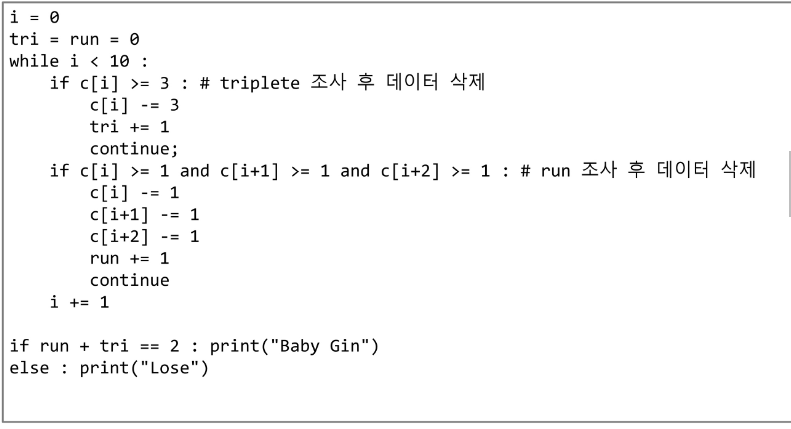 i = 0
tri = run = 0
while i < 10 :
    if c[i] >= 3 : # triplete 조사 후 데이터 삭제
        c[i] -= 3
        tri += 1
        continue;
    if c[i] >= 1 and c[i+1] >= 1 and c[i+2] >= 1 : # run 조사 후 데이터 삭제
        c[i] -= 1
        c[i+1] -= 1
        c[i+2] -= 1
        run += 1
        continue
    i += 1

if run + tri == 2 : print("Baby Gin")
else : print("Lose")